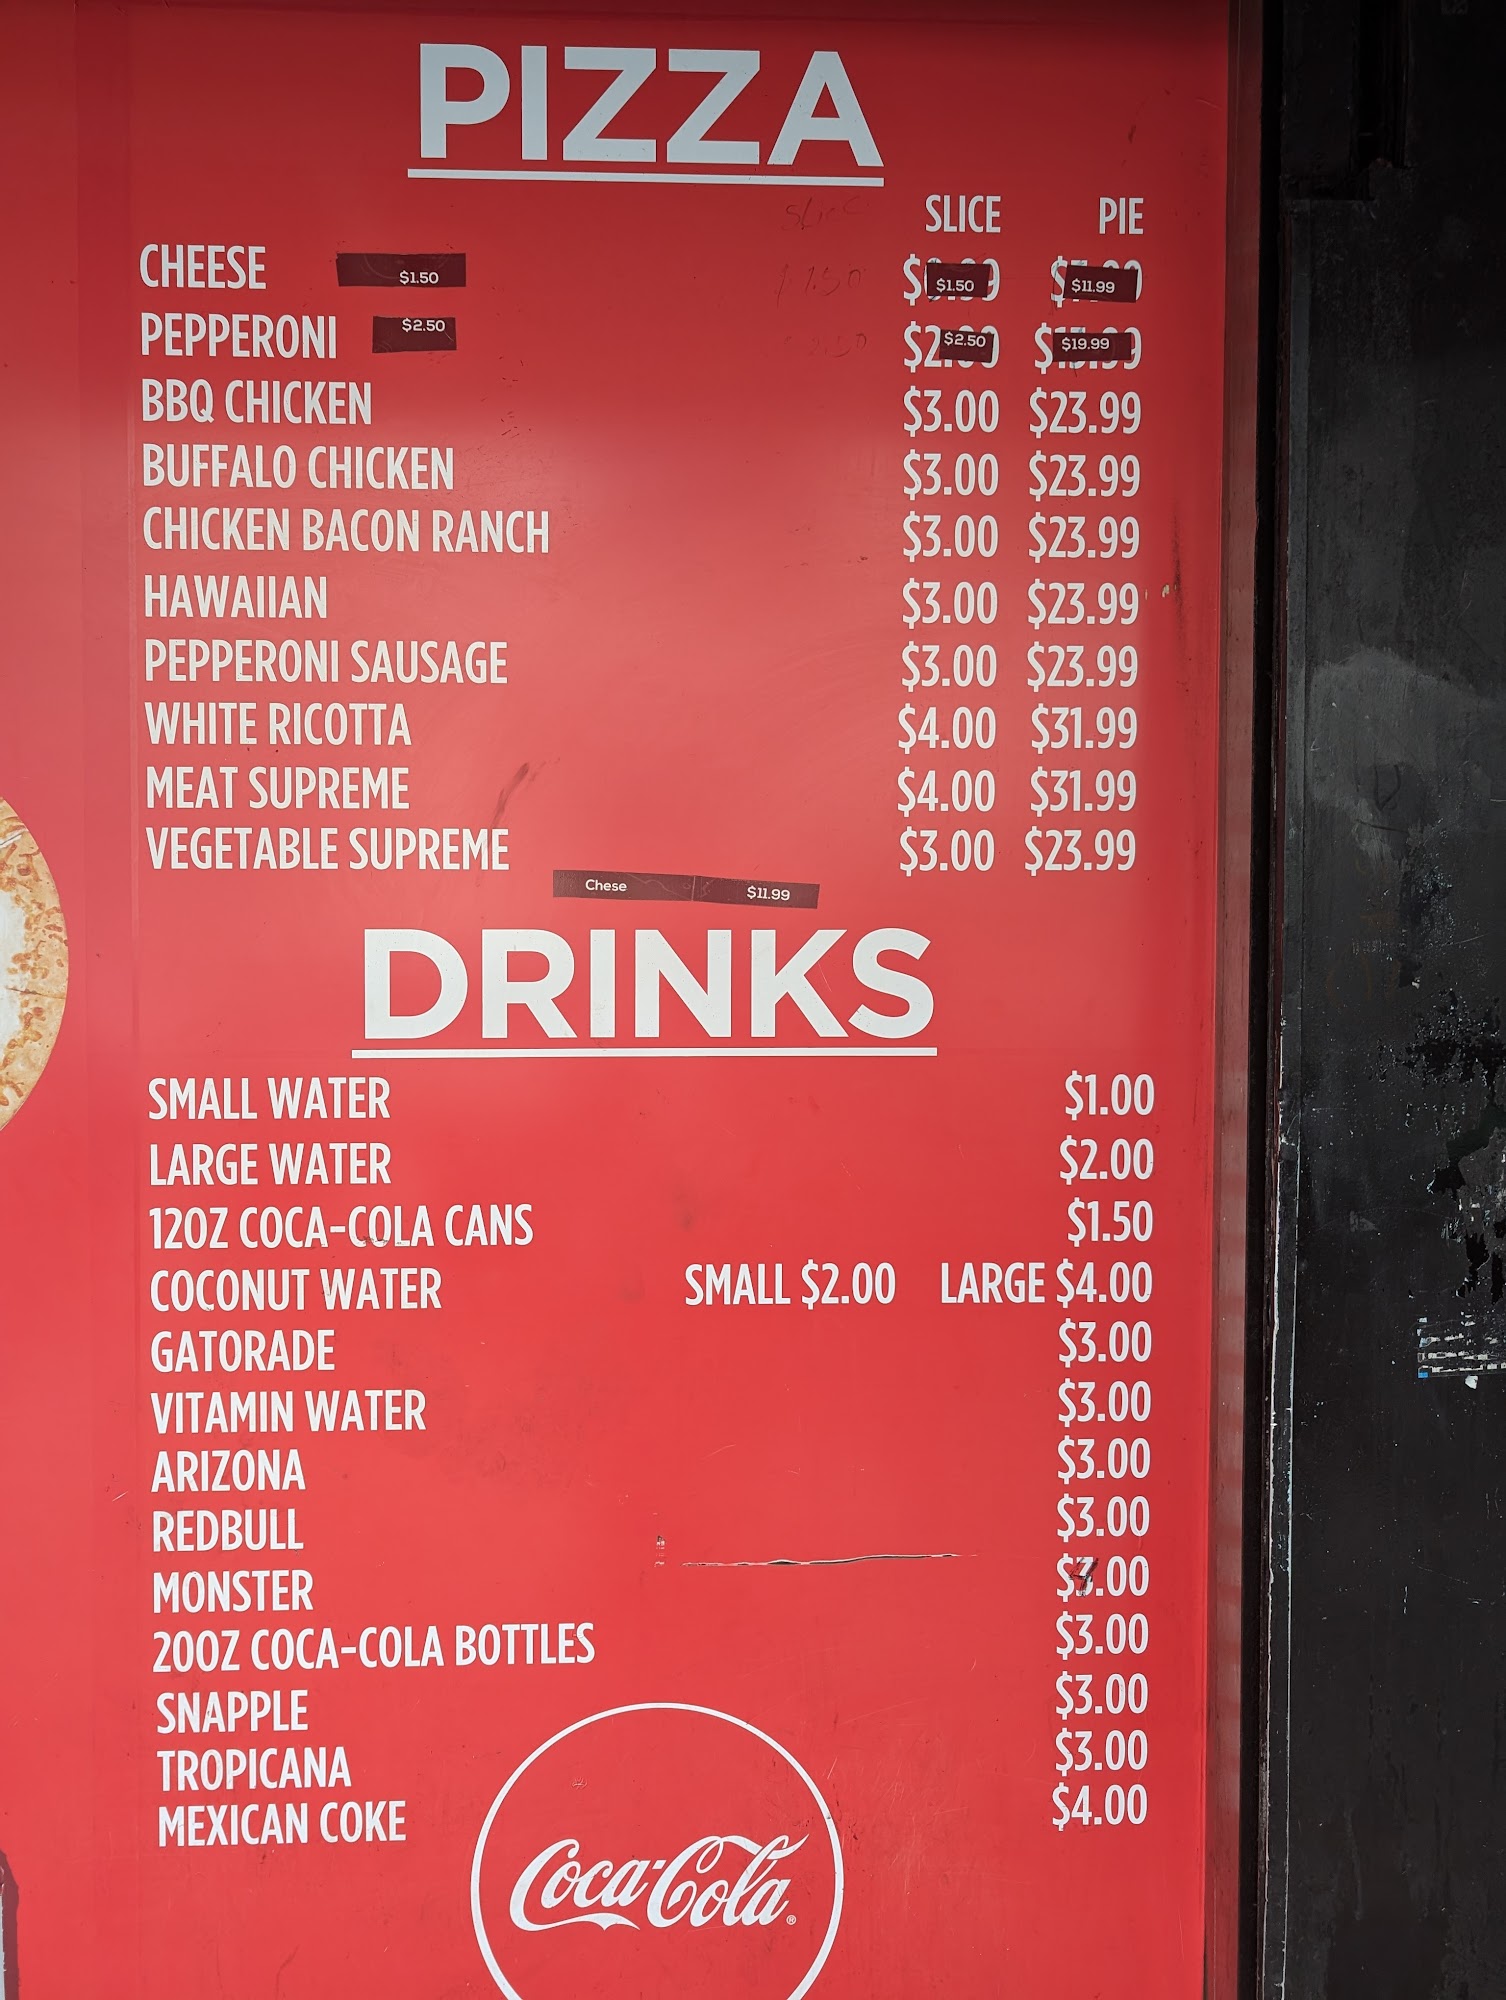 PIZZA
SLICE PIE
CHEESE $1.50 $1.50 $11.99
PEPPERONI $2.50 $2.50 $19.99
BBQ CHICKEN $3.00 $23.99
BUFFALO CHICKEN $3.00 $23.99
CHICKEN BACON RANCH $3.00 $23.99
HAWAIIAN $3.00 $23.99
PEPPERONI SAUSAGE $3.00 $23.99
WHITE RICOTTA $4.00 $31.99
MEAT SUPREME $4.00 $31.99
VEGETABLE SUPREME $3.00 $23.99
Chese $11.99
DRINKS
SMALL WATER $1.00
LARGE WATER $2.00
12OZ COCA-COLA CANS $1.50
COCONUT WATER SMALL $2.00 LARGE $4.00
GATORADE $3.00
VITAMIN WATER $3.00
ARIZONA $3.00
REDBULL $3.00
MONSTER $4.00
20OZ COCA-COLA BOTTLES $3.00
SNAPPLE $3.00
TROPICANA $3.00
MEXICAN COKE $4.00
Coca-Cola®